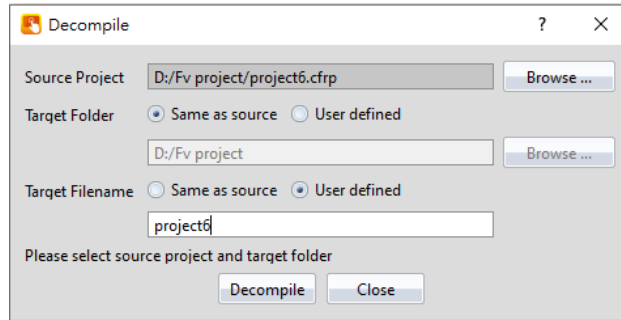 Decompile ?
Source Project D:/Fv project/project6.cfrp Browse ...
Target Folder Same as source User defined
D:/Fv project Browse ...
Target Filename Same as source User defined
project6
Please select source project and target folder
Decompile Close